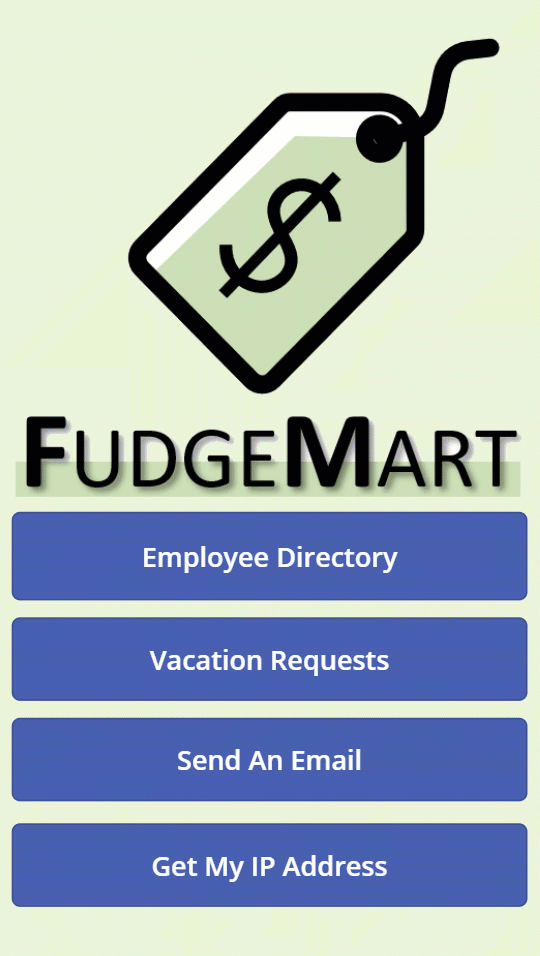 $
FUDGEMART
Employee Directory
Vacation Requests
Send An Email
Get My IP Address